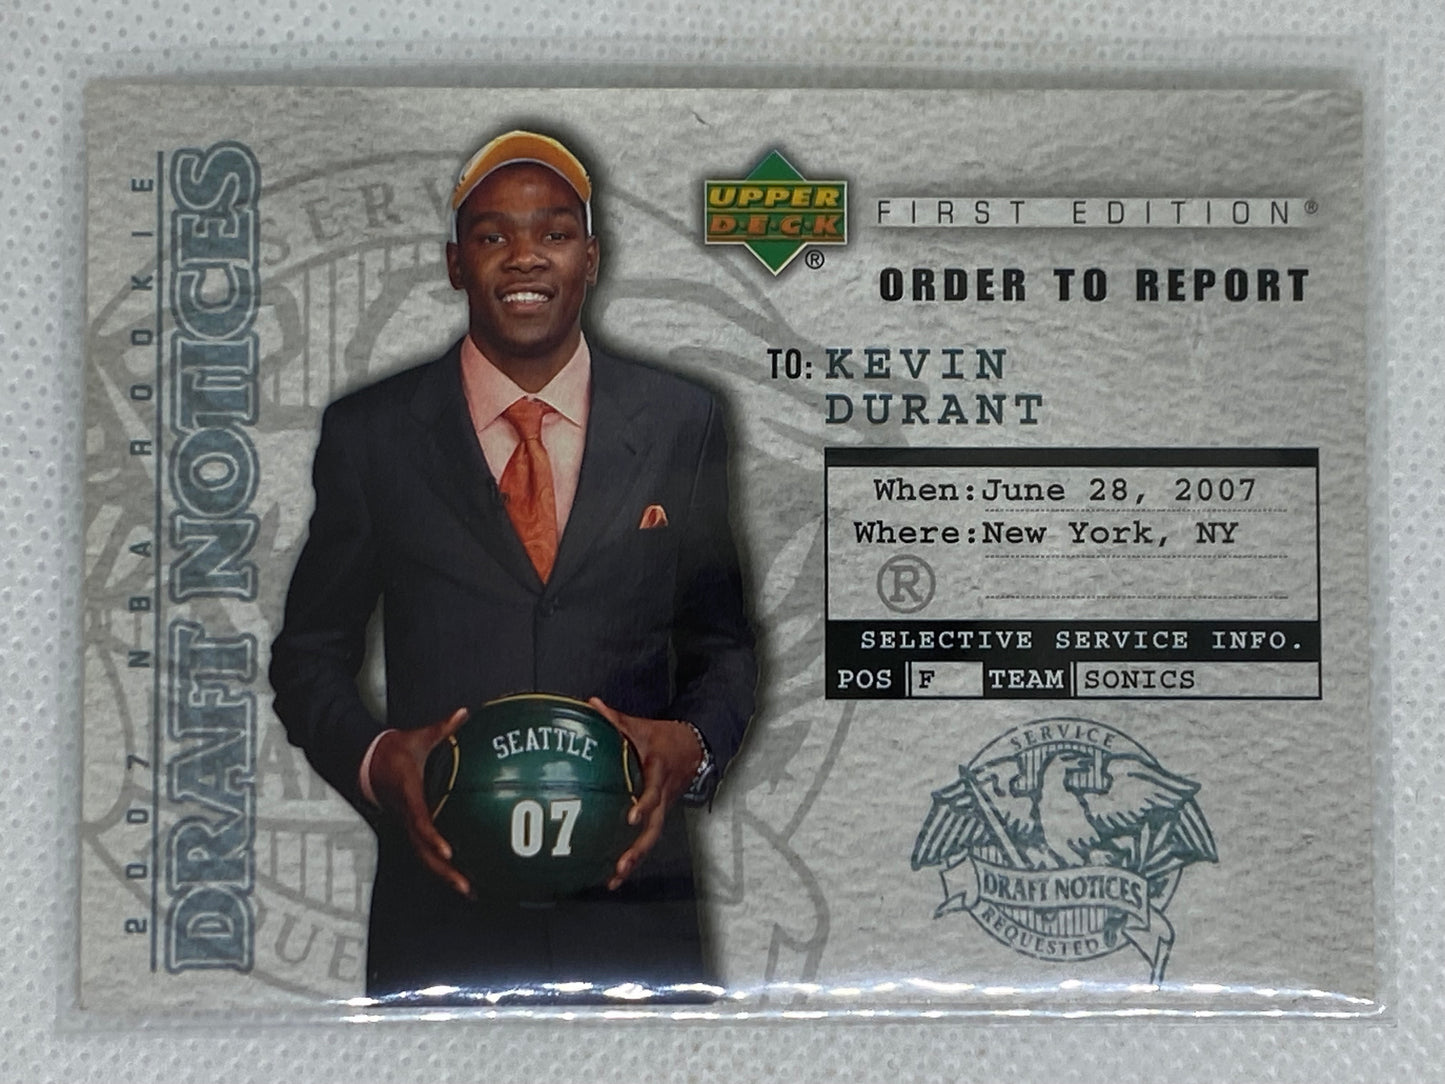 2007 NBA ROOKIE
DRAFT NOTICES
UPPER
D·E·C·K
®
FIRST EDITION®
ORDER TO REPORT
TO: KEVIN
DURANT
When: June 28, 2007
Where: New York, NY
®
SELECTIVE SERVICE INFO.
POS F TEAM SONICS
SEATTLE
07
SERVICE
DRAFT NOTICES
REQUESTED